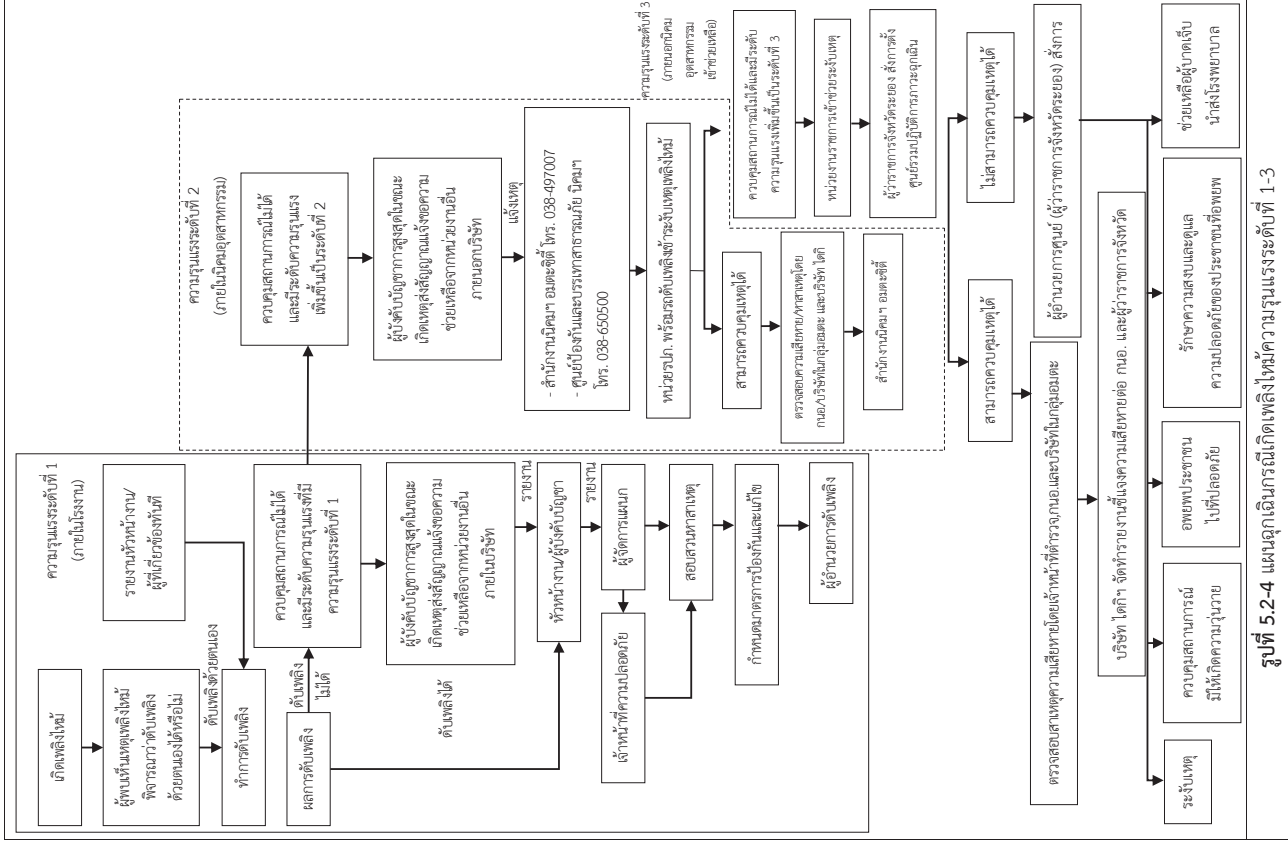 ความรุนแรงระดับที่ 1
(ภายในโรงงาน)
เกิดเพลิงไหม้
ผู้พบเห็นเหตุเพลิงไหม้
พิจารณาว่าดับเพลิง
ด้วยตนเองได้หรือไม่
รายงานหัวหน้างาน/
ผู้ที่เกี่ยวข้องทันที
ดับเพลิงด้วยตนเอง
ทำการดับเพลิง
ผลการดับเพลิง
ดับเพลิง
ไม่ได้
ควบคุมสถานการณ์ไม่ได้
และมีระดับความรุนแรงที่มี
ความรุนแรงระดับที่ 1
ผู้บังคับบัญชาการสูงสุดในขณะ
เกิดเหตุส่งสัญญาณแจ้งขอความ
ช่วยเหลือจากหน่วยงานอื่น
ภายในบริษัท
ดับเพลิงได้
รายงาน
หัวหน้างาน/ผู้บังคับบัญชา
รายงาน
ผู้จัดการแผนก
เจ้าหน้าที่ความปลอดภัย
สอบสวนหาสาเหตุ
กำหนดมาตรการป้องกันและแก้ไข
ผู้อำนวยการดับเพลิง
ความรุนแรงระดับที่ 2
(ภายในนิคมอุตสาหกรรม)
ควบคุมสถานการณ์ไม่ได้
และมีระดับความรุนแรง
เพิ่มขึ้นเป็นระดับที่ 2
ผู้บังคับบัญชาการสูงสุดในขณะ
เกิดเหตุส่งสัญญาณแจ้งขอความ
ช่วยเหลือจากหน่วยงานอื่น
ภายนอกบริษัท
แจ้งเหตุ
- สำนักงานนิคมฯ อมตะซิตี้ โทร. 038-497007
- ศูนย์ป้องกันและบรรเทาสาธารณภัย นิคมฯ
โทร. 038-650500
หน่วยรปภ. พร้อมรถดับเพลิงเข้าระงับเหตุเพลิงไหม้
สามารถควบคุมเหตุได้
ตรวจสอบความเสียหาย/หาสาเหตุโดย
กนอ/บริษัทในกลุ่มอมตะ และบริษัท ไดกิ
สำนักงานนิคมฯ อมตะซิตี้
ความรุนแรงระดับที่ 3
(ภายนอกนิคม
อุตสาหกรรม
เข้าช่วยเหลือ)
ควบคุมสถานการณ์ไม่ได้และมีระดับ
ความรุนแรงเพิ่มขึ้นเป็นระดับที่ 3
หน่วยงานราชการเข้าช่วยระงับเหตุ
ผู้ว่าราชการจังหวัดระยอง สั่งการตั้ง
ศูนย์รวมปฏิบัติการภาวะฉุกเฉิน
สามารถควบคุมเหตุได้
ไม่สามารถควบคุมเหตุได้
ตรวจสอบสาเหตุความเสียหายโดยเจ้าหน้าที่ตำรวจ,กนอ.และบริษัทในกลุ่มอมตะ
ผู้อำนวยการศูนย์ (ผู้ว่าราชการจังหวัดระยอง) สั่งการ
บริษัท ไดกิฯ จัดทำรายงานชี้แจงความเสียหายต่อ กนอ. และผู้ว่าราชการจังหวัด
ระงับเหตุ
ควบคุมสถานการณ์
มิให้เกิดความวุ่นวาย
อพยพประชาชน
ไปที่ปลอดภัย
รักษาความสงบและดูแล
ความปลอดภัยของประชาชนที่อพยพ
ช่วยเหลือผู้บาดเจ็บ
นำส่งโรงพยาบาล
รูปที่ 5.2-4 แผนฉุกเฉินกรณีเกิดเพลิงไหม้ความรุนแรงระดับที่ 1-3